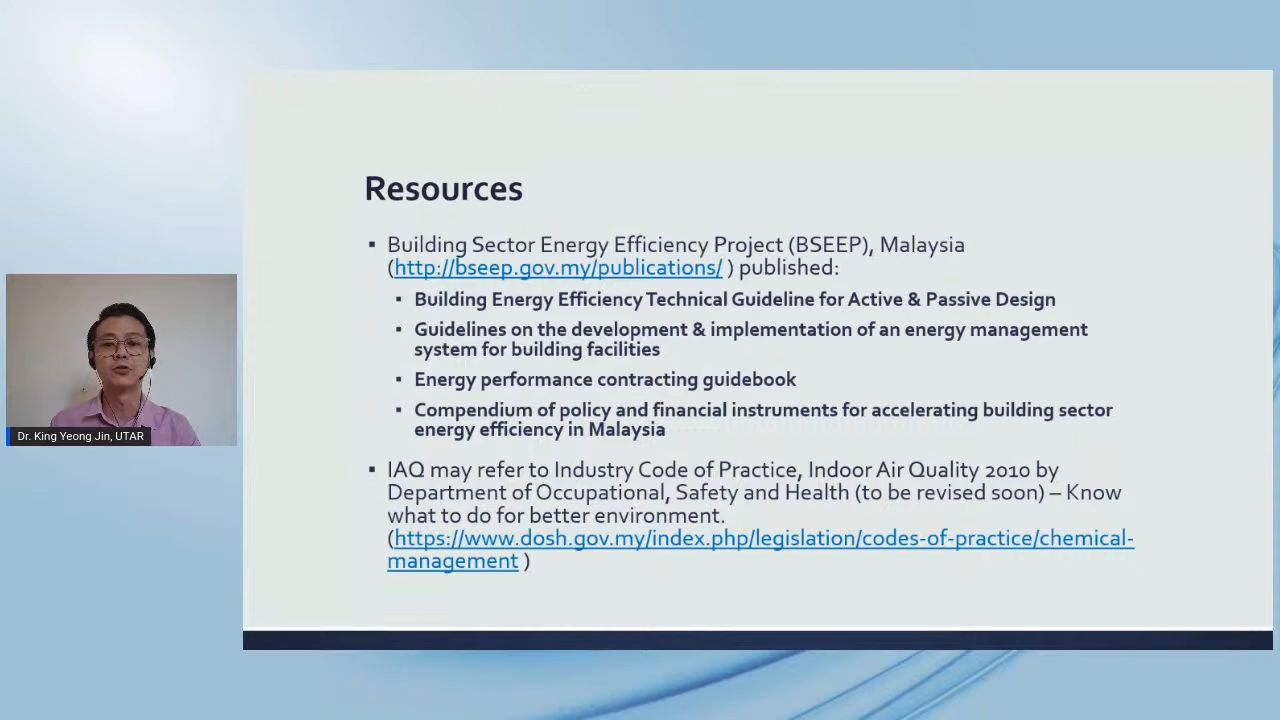 Resources
▪ Building Sector Energy Efficiency Project (BSEEP), Malaysia
(http://bseep.gov.my/publications/ ) published:
▪ Building Energy Efficiency Technical Guideline for Active & Passive Design
▪ Guidelines on the development & implementation of an energy management
system for building facilities
▪ Energy performance contracting guidebook
▪ Compendium of policy and financial instruments for accelerating building sector
energy efficiency in Malaysia
▪ IAQ may refer to Industry Code of Practice, Indoor Air Quality 2010 by
Department of Occupational, Safety and Health (to be revised soon) – Know
what to do for better environment.
(https://www.dosh.gov.my/index.php/legislation/codes-of-practice/chemical-
management )
Dr. King Yeong Jin, UTAR